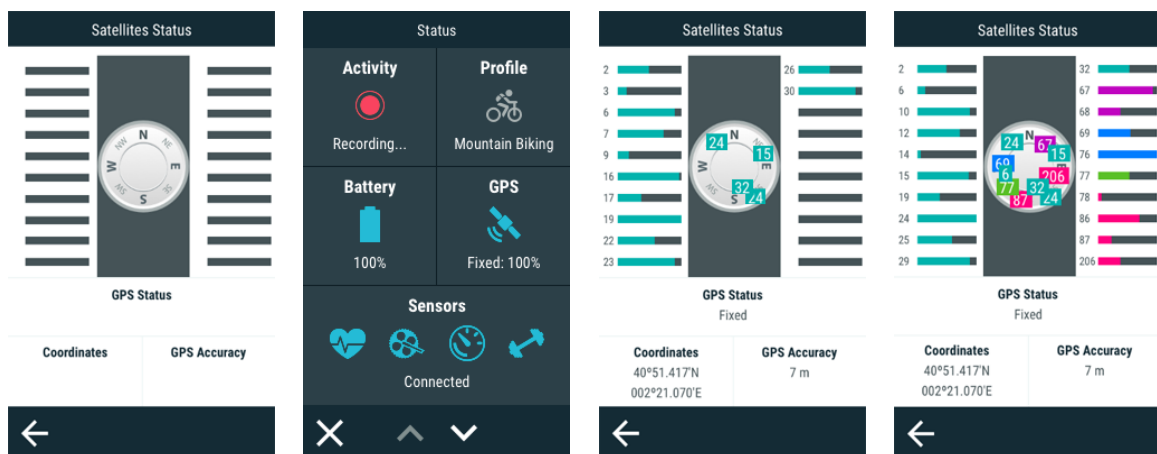 Satellites Status
N
NW
NE
W
E
SW
SE
S
GPS Status
Coordinates
GPS Accuracy
Status
Activity
Profile
Recording...
Mountain Biking
Battery
GPS
100%
Fixed: 100%
Sensors
Connected
Satellites Status
2
3
6
7
9
16
17
19
22
23
26
30
N
24
15
W
32
S
24
GPS Status
Fixed
Coordinates
GPS Accuracy
40º51.417'N
7 m
002º21.070'E
Satellites Status
2
6
10
12
14
15
19
24
25
29
32
67
68
69
76
77
78
86
87
206
24
N
67
15
69
6
206
77
32
87
24
GPS Status
Fixed
Coordinates
GPS Accuracy
40º51.417'N
7 m
002º21.070'E